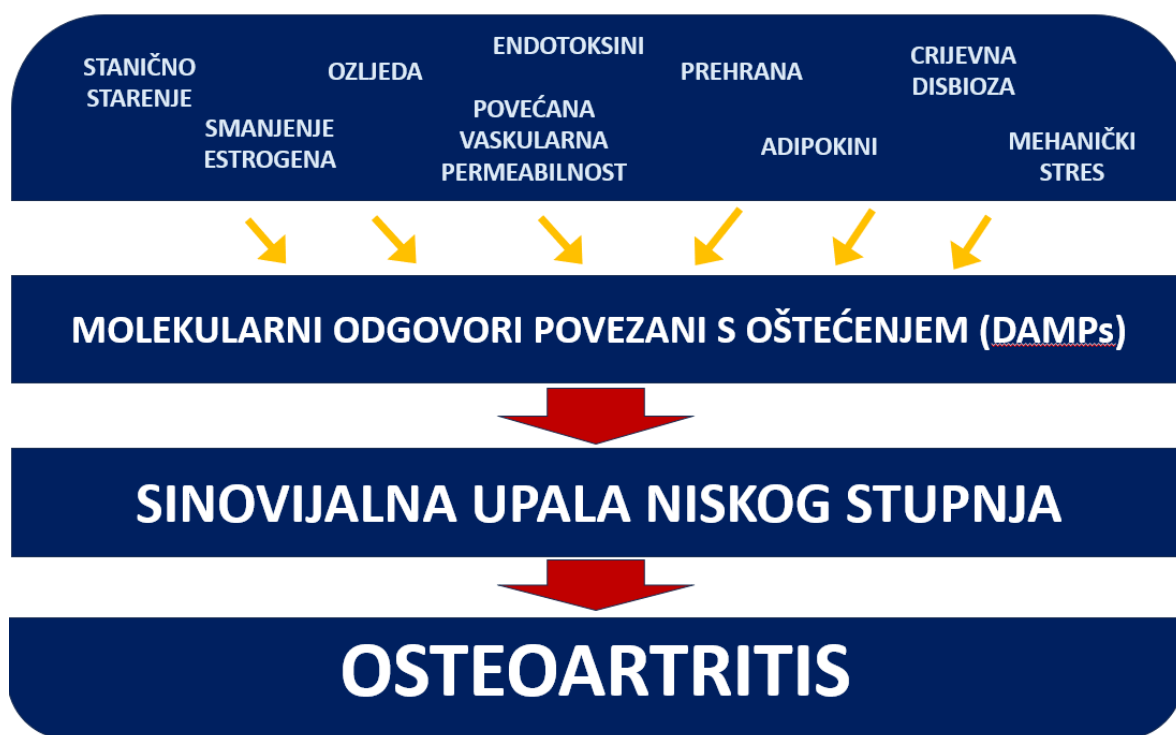 STANIČNO
STARENJE
OZLJEDA
ENDOTOKSINI
PREHRANA
CRIJEVNA
DISBIOZA
SMANJENJE
ESTROGENA
POVEĆANA
VASKULARNA
PERMEABILNOST
ADIPOKINI
MEHANIČKI
STRES
MOLEKULARNI ODGOVORI POVEZANI S OŠTEĆENJEM (DAMPs)
SINOVIJALNA UPALA NISKOG STUPNJA
OSTEOARTRITIS